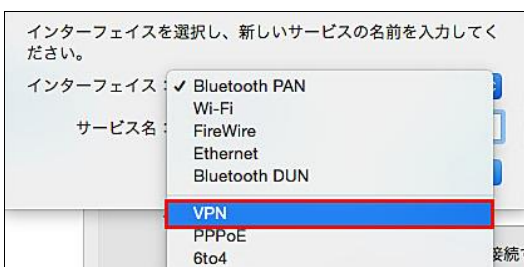 インターフェイスを選択し、新しいサービスの名前を入力してく
ださい。
インターフェイス：✓ Bluetooth PAN
Wi-Fi
サービス名：
FireWire
Ethernet
Bluetooth DUN
VPN
PPPoE
6to4
接続